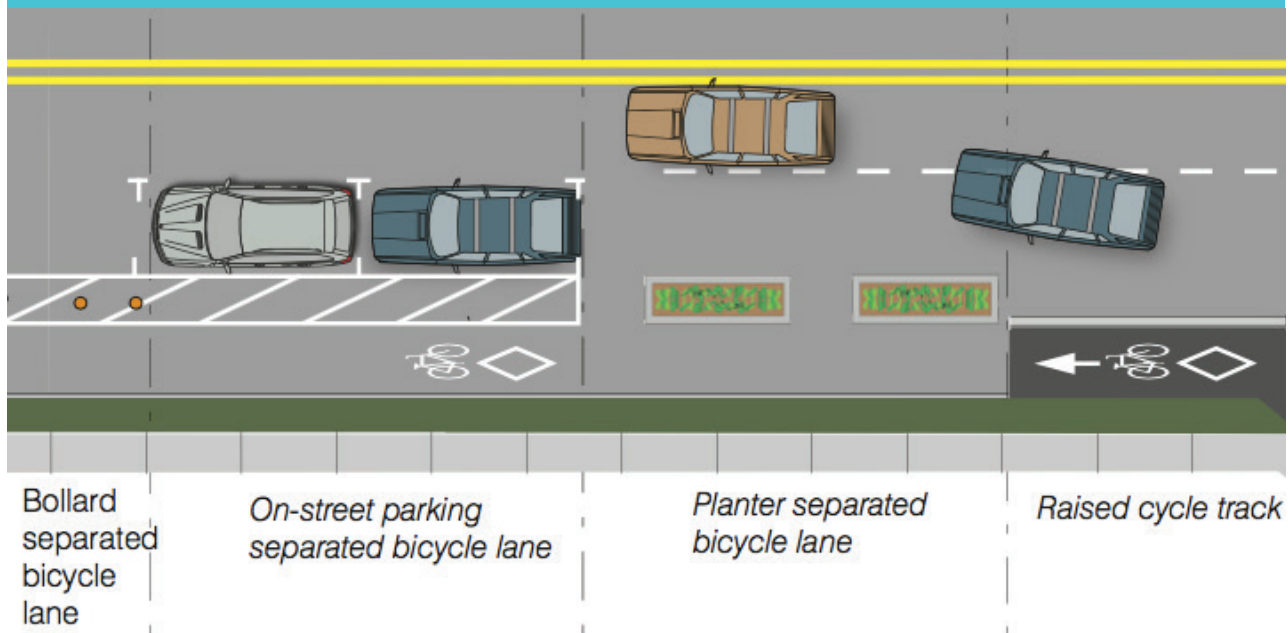 Bollard
separated
bicycle
lane
On-street parking
separated bicycle lane
Planter separated
bicycle lane
Raised cycle track